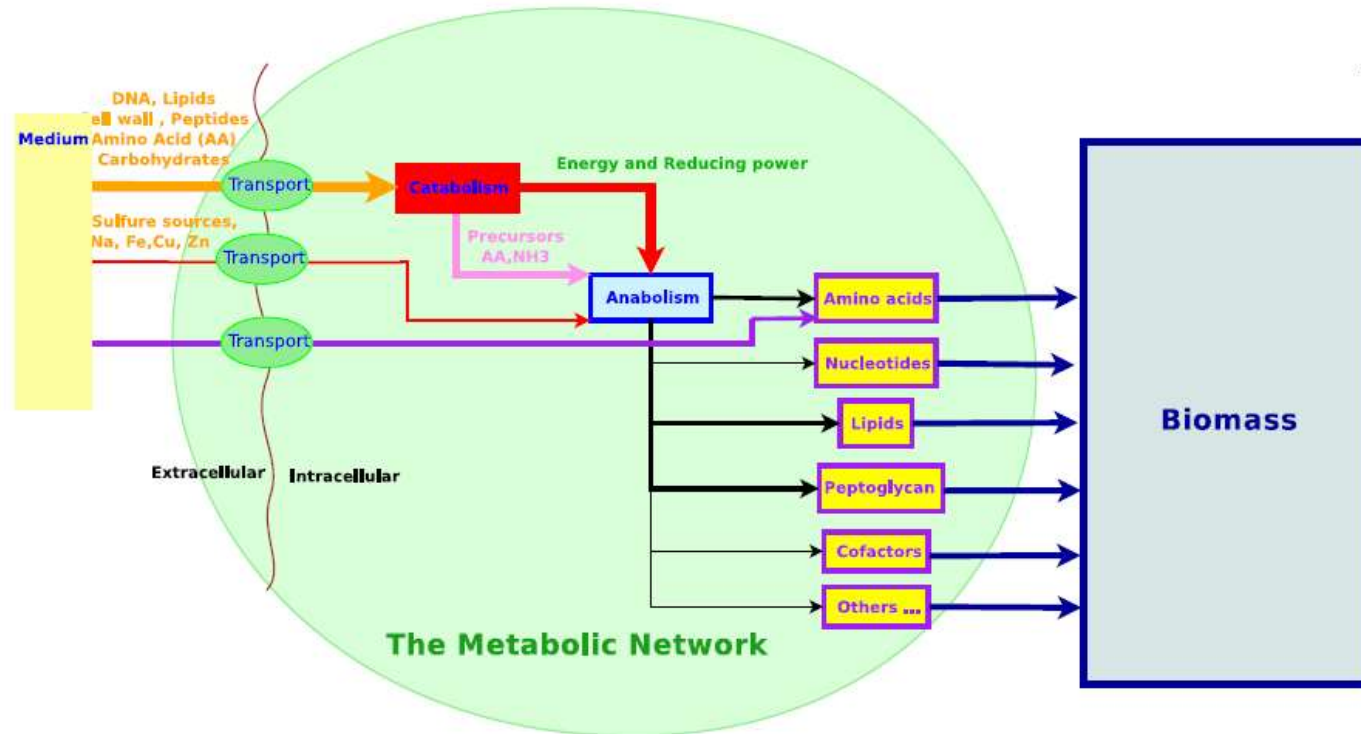 DNA, Lipids
Cell wall , Peptides
Amino Acid (AA)
Carbohydrates
Medium
Transport
Catabolism
Energy and Reducing power
Sulfure sources,
Na, Fe,Cu, Zn
Transport
Precursors
AA,NH3
Anabolism
Amino acids
Transport
Nucleotides
Lipids
Biomass
Extracellular
Intracellular
Peptoglycan
Cofactors
Others ...
The Metabolic Network